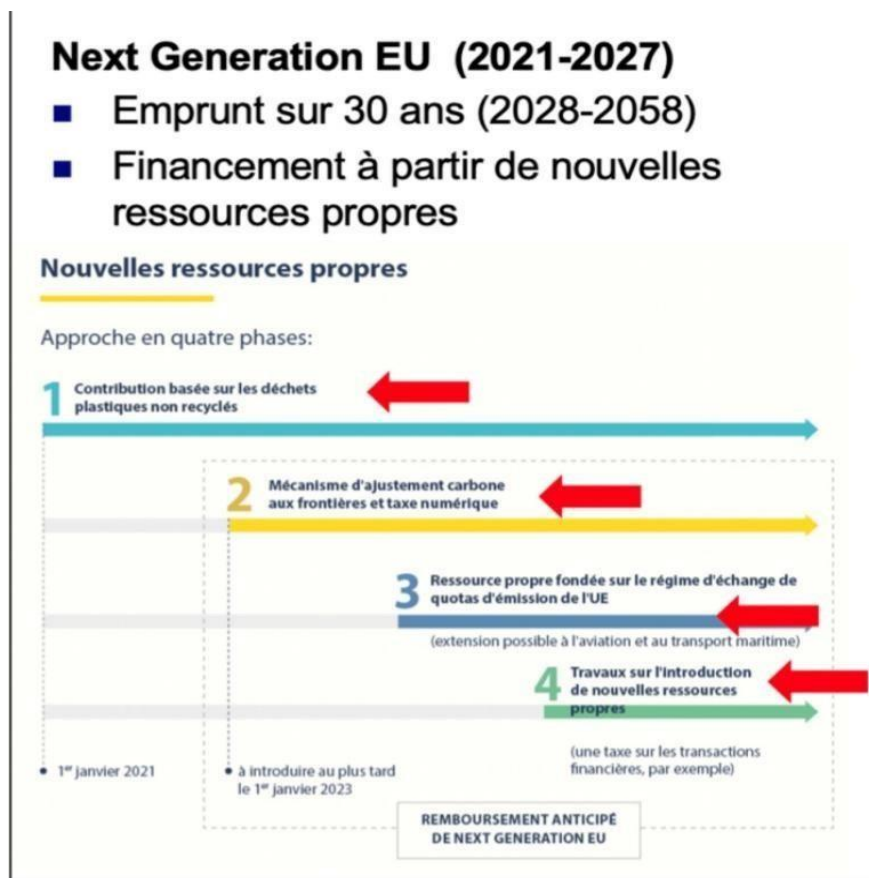 Next Generation EU (2021-2027)
Emprunt sur 30 ans (2028-2058)
Financement à partir de nouvelles
ressources propres
Nouvelles ressources propres
Approche en quatre phases:
1 Contribution basée sur les déchets
plastiques non recyclés
2 Mécanisme d'ajustement carbone
aux frontières et taxe numérique
3 Ressource propre fondée sur le régime d'échange de
quotas d'émission de l'UE
(extension possible à l'aviation et au transport maritime)
4 Travaux sur l'introduction
de nouvelles ressources
propres
(une taxe sur les transactions
financières, par exemple)
1er janvier 2021
à introduire au plus tard
le 1er janvier 2023
REMBOURSEMENT ANTICIPÉ
DE NEXT GENERATION EU